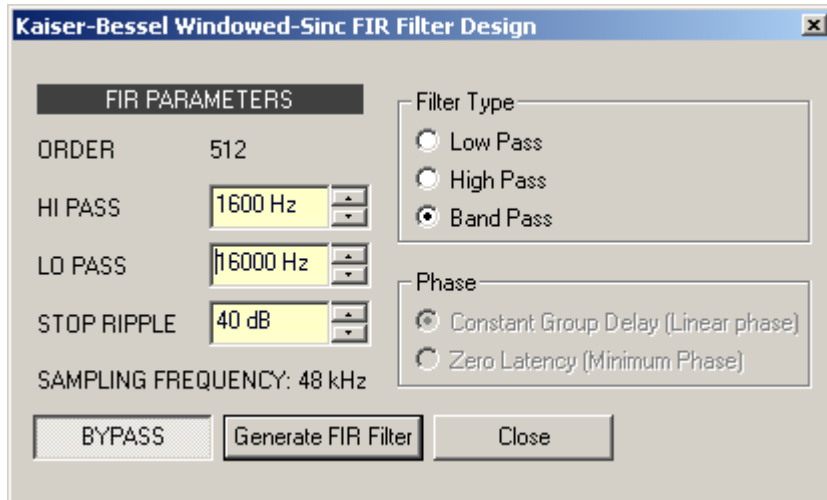 Kaiser-Bessel Windowed-Sinc FIR Filter Design
FIR PARAMETERS
ORDER 512
HI PASS 1600 Hz
LO PASS 16000 Hz
STOP RIPPLE 40 dB
SAMPLING FREQUENCY: 48 kHz
Filter Type
Low Pass
High Pass
Band Pass
Phase
Constant Group Delay (Linear phase)
Zero Latency (Minimum Phase)
BYPASS Generate FIR Filter Close